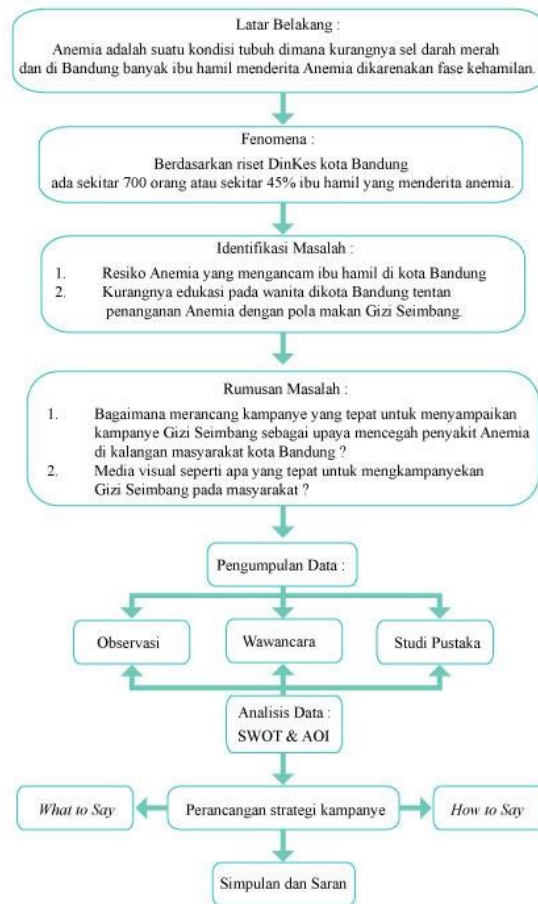 Latar Belakang :
Anemia adalah suatu kondisi tubuh dimana kurangnya sel darah merah
dan di Bandung banyak ibu hamil menderita Anemia dikarenakan fase kehamilan.
Fenomena :
Berdasarkan riset DinKes kota Bandung
ada sekitar 700 orang atau sekitar 45% ibu hamil yang menderita anemia.
Identifikasi Masalah :
1. Resiko Anemia yang mengancam ibu hamil di kota Bandung
2. Kurangnya edukasi pada wanita dikota Bandung tentan
penanganan Anemia dengan pola makan Gizi Seimbang.
Rumusan Masalah :
1. Bagaimana merancang kampanye yang tepat untuk menyampaikan
kampanye Gizi Seimbang sebagai upaya mencegah penyakit Anemia
di kalangan masyarakat kota Bandung ?
2. Media visual seperti apa yang tepat untuk mengkampanyekan
Gizi Seimbang pada masyarakat ?
Pengumpulan Data :
Observasi
Wawancara
Studi Pustaka
Analisis Data :
SWOT & AOI
What to Say
Perancangan strategi kampanye
How to Say
Simpulan dan Saran